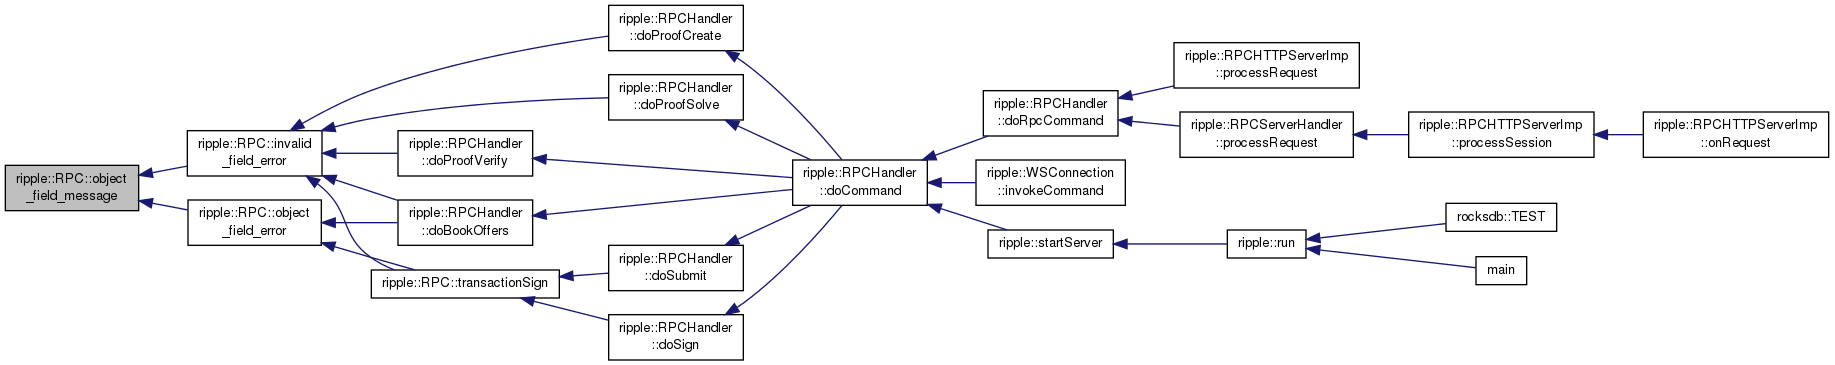 ripple::RPC::object
_field_message
ripple::RPC::invalid
_field_error
ripple::RPC::object
_field_error
ripple::RPCHandler
::doProofCreate
ripple::RPCHandler
::doProofSolve
ripple::RPCHandler
::doProofVerify
ripple::RPCHandler
::doBookOffers
ripple::RPC::transactionSign
ripple::RPCHandler
::doSubmit
ripple::RPCHandler
::doSign
ripple::RPCHandler
::doCommand
ripple::RPCHandler
::doRpcCommand
ripple::WSConnection
::invokeCommand
ripple::startServer
ripple::RPCHTTPServerImp
::processRequest
ripple::RPCServerHandler
::processRequest
ripple::RPCHTTPServerImp
::processSession
ripple::RPCHTTPServerImp
::onRequest
ripple::run
rocksdb::TEST
main